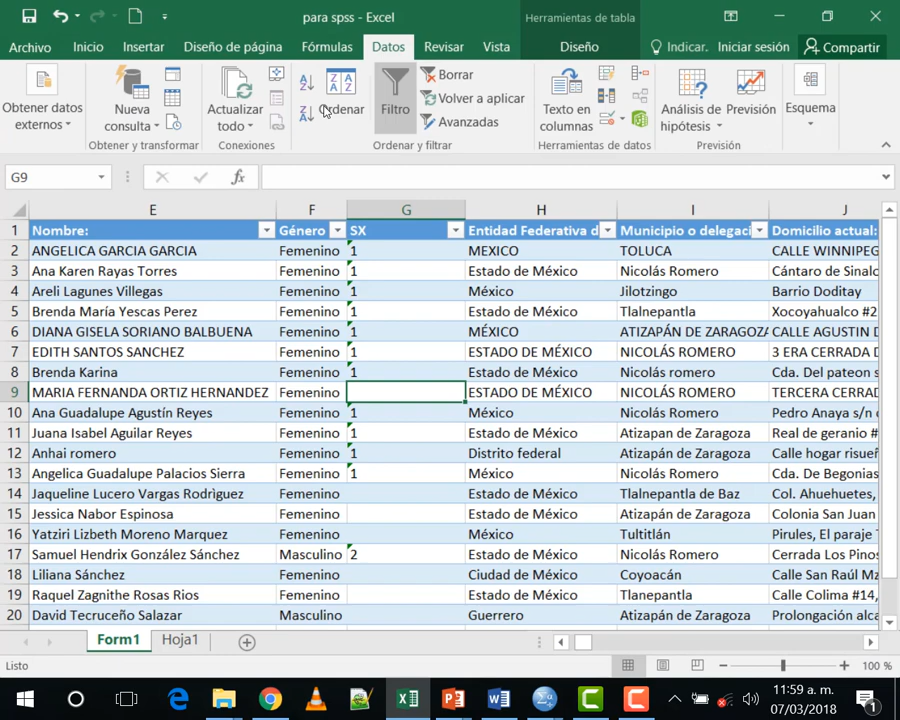 para spss - Excel
Herramientas de tabla
Archivo Inicio Insertar Diseño de página Fórmulas Datos Revisar Vista Diseño Indicar. Iniciar sesión Compartir
Obtener datos externos
Nueva consulta
Obtener y transformar
Actualizar todo
Conexiones
Ordenar
Filtro
Borrar
Volver a aplicar
Avanzadas
Ordenar y filtrar
Texto en columnas
Herramientas de datos
Análisis de hipótesis
Previsión
Previsión
Esquema
G9
fx
E F G H I J
1 Nombre: Género SX Entidad Federativa d Municipio o delegaci Domicilio actual:
2 ANGELICA GARCIA GARCIA Femenino 1 MEXICO TOLUCA CALLE WINNIPEG
3 Ana Karen Rayas Torres Femenino 1 Estado de México Nicolás Romero Cántaro de Sinalo
4 Areli Lagunes Villegas Femenino 1 México Jilotzingo Barrio Doditay
5 Brenda María Yescas Perez Femenino 1 Estado de México Tlalnepantla Xocoyahualco #2
6 DIANA GISELA SORIANO BALBUENA Femenino 1 MÉXICO ATIZAPÁN DE ZARAGOZA CALLE AGUSTIN D
7 EDITH SANTOS SANCHEZ Femenino 1 ESTADO DE MÉXICO NICOLÁS ROMERO 3 ERA CERRADA D
8 Brenda Karina Femenino 1 Estado de México Nicolás romero Cda. Del pateon s
9 MARIA FERNANDA ORTIZ HERNANDEZ Femenino ESTADO DE MÉXICO NICOLÁS ROMERO TERCERA CERRAD
10 Ana Guadalupe Agustín Reyes Femenino 1 México Nicolás Romero Pedro Anaya s/n
11 Juana Isabel Aguilar Reyes Femenino 1 Estado de México Atizapan de Zaragoza Real de geranio #
12 Anhai romero Femenino 1 Distrito federal Atizapán de Zaragoza Calle hogar risueñ
13 Angelica Guadalupe Palacios Sierra Femenino 1 México Nicolás Romero Cda. De Begonias
14 Jaqueline Lucero Vargas Rodrìguez Femenino Estado de México Tlalnepantla de Baz Col. Ahuehuetes,
15 Jessica Nabor Espinosa Femenino Estado de México Atizapán de Zaragoza Colonia San Juan
16 Yatziri Lizbeth Moreno Marquez Femenino México Tultitlán Pirules, El paraje T
17 Samuel Hendrix González Sánchez Masculino 2 Estado de México Nicolás Romero Cerrada Los Pinos
18 Liliana Sánchez Femenino Ciudad de México Coyoacán Calle San Raúl Mz
19 Raquel Zagnithe Rosas Rios Femenino Estado de México Tlanepantla Calle Colima #14,
20 David Tecruceño Salazar Masculino Guerrero Atizapán de Zaragoza Prolongación alca
Form1 Hoja1
Listo 100 %
11:59 a. m.
07/03/2018
1